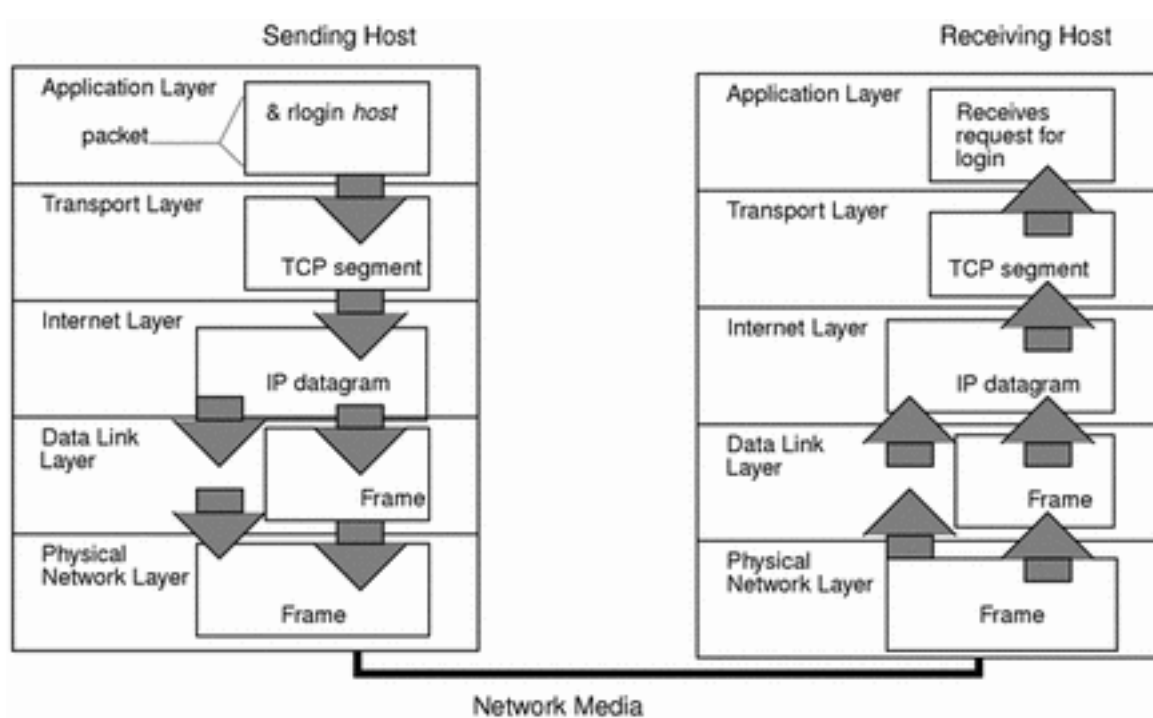 Sending Host
Application Layer
packet
& rlogin host
Transport Layer
TCP segment
Internet Layer
IP datagram
Data Link
Layer
Frame
Physical
Network Layer
Frame
Receiving Host
Application Layer
Receives
request for
login
Transport Layer
TCP segment
Internet Layer
IP datagram
Data Link
Layer
Frame
Physical
Network Layer
Frame
Network Media